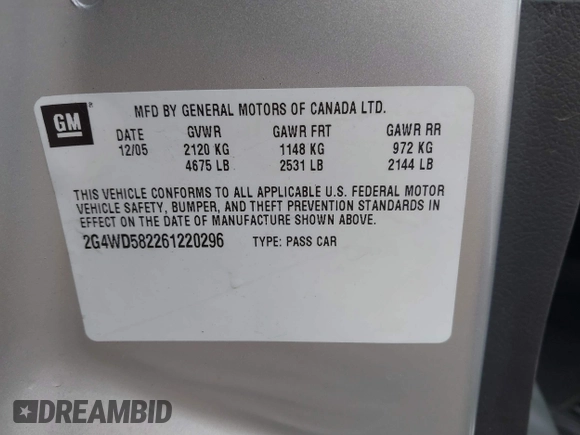 GM
MFD BY GENERAL MOTORS OF CANADA LTD.
DATE GVWR GAWR FRT GAWR RR
12/05 2120 KG 1148 KG 972 KG
4675 LB 2531 LB 2144 LB
THIS VEHICLE CONFORMS TO ALL APPLICABLE U.S. FEDERAL MOTOR
VEHICLE SAFETY, BUMPER, AND THEFT PREVENTION STANDARDS IN
EFFECT ON THE DATE OF MANUFACTURE SHOWN ABOVE.
2G4WD582261220296 TYPE: PASS CAR
DREAMBID